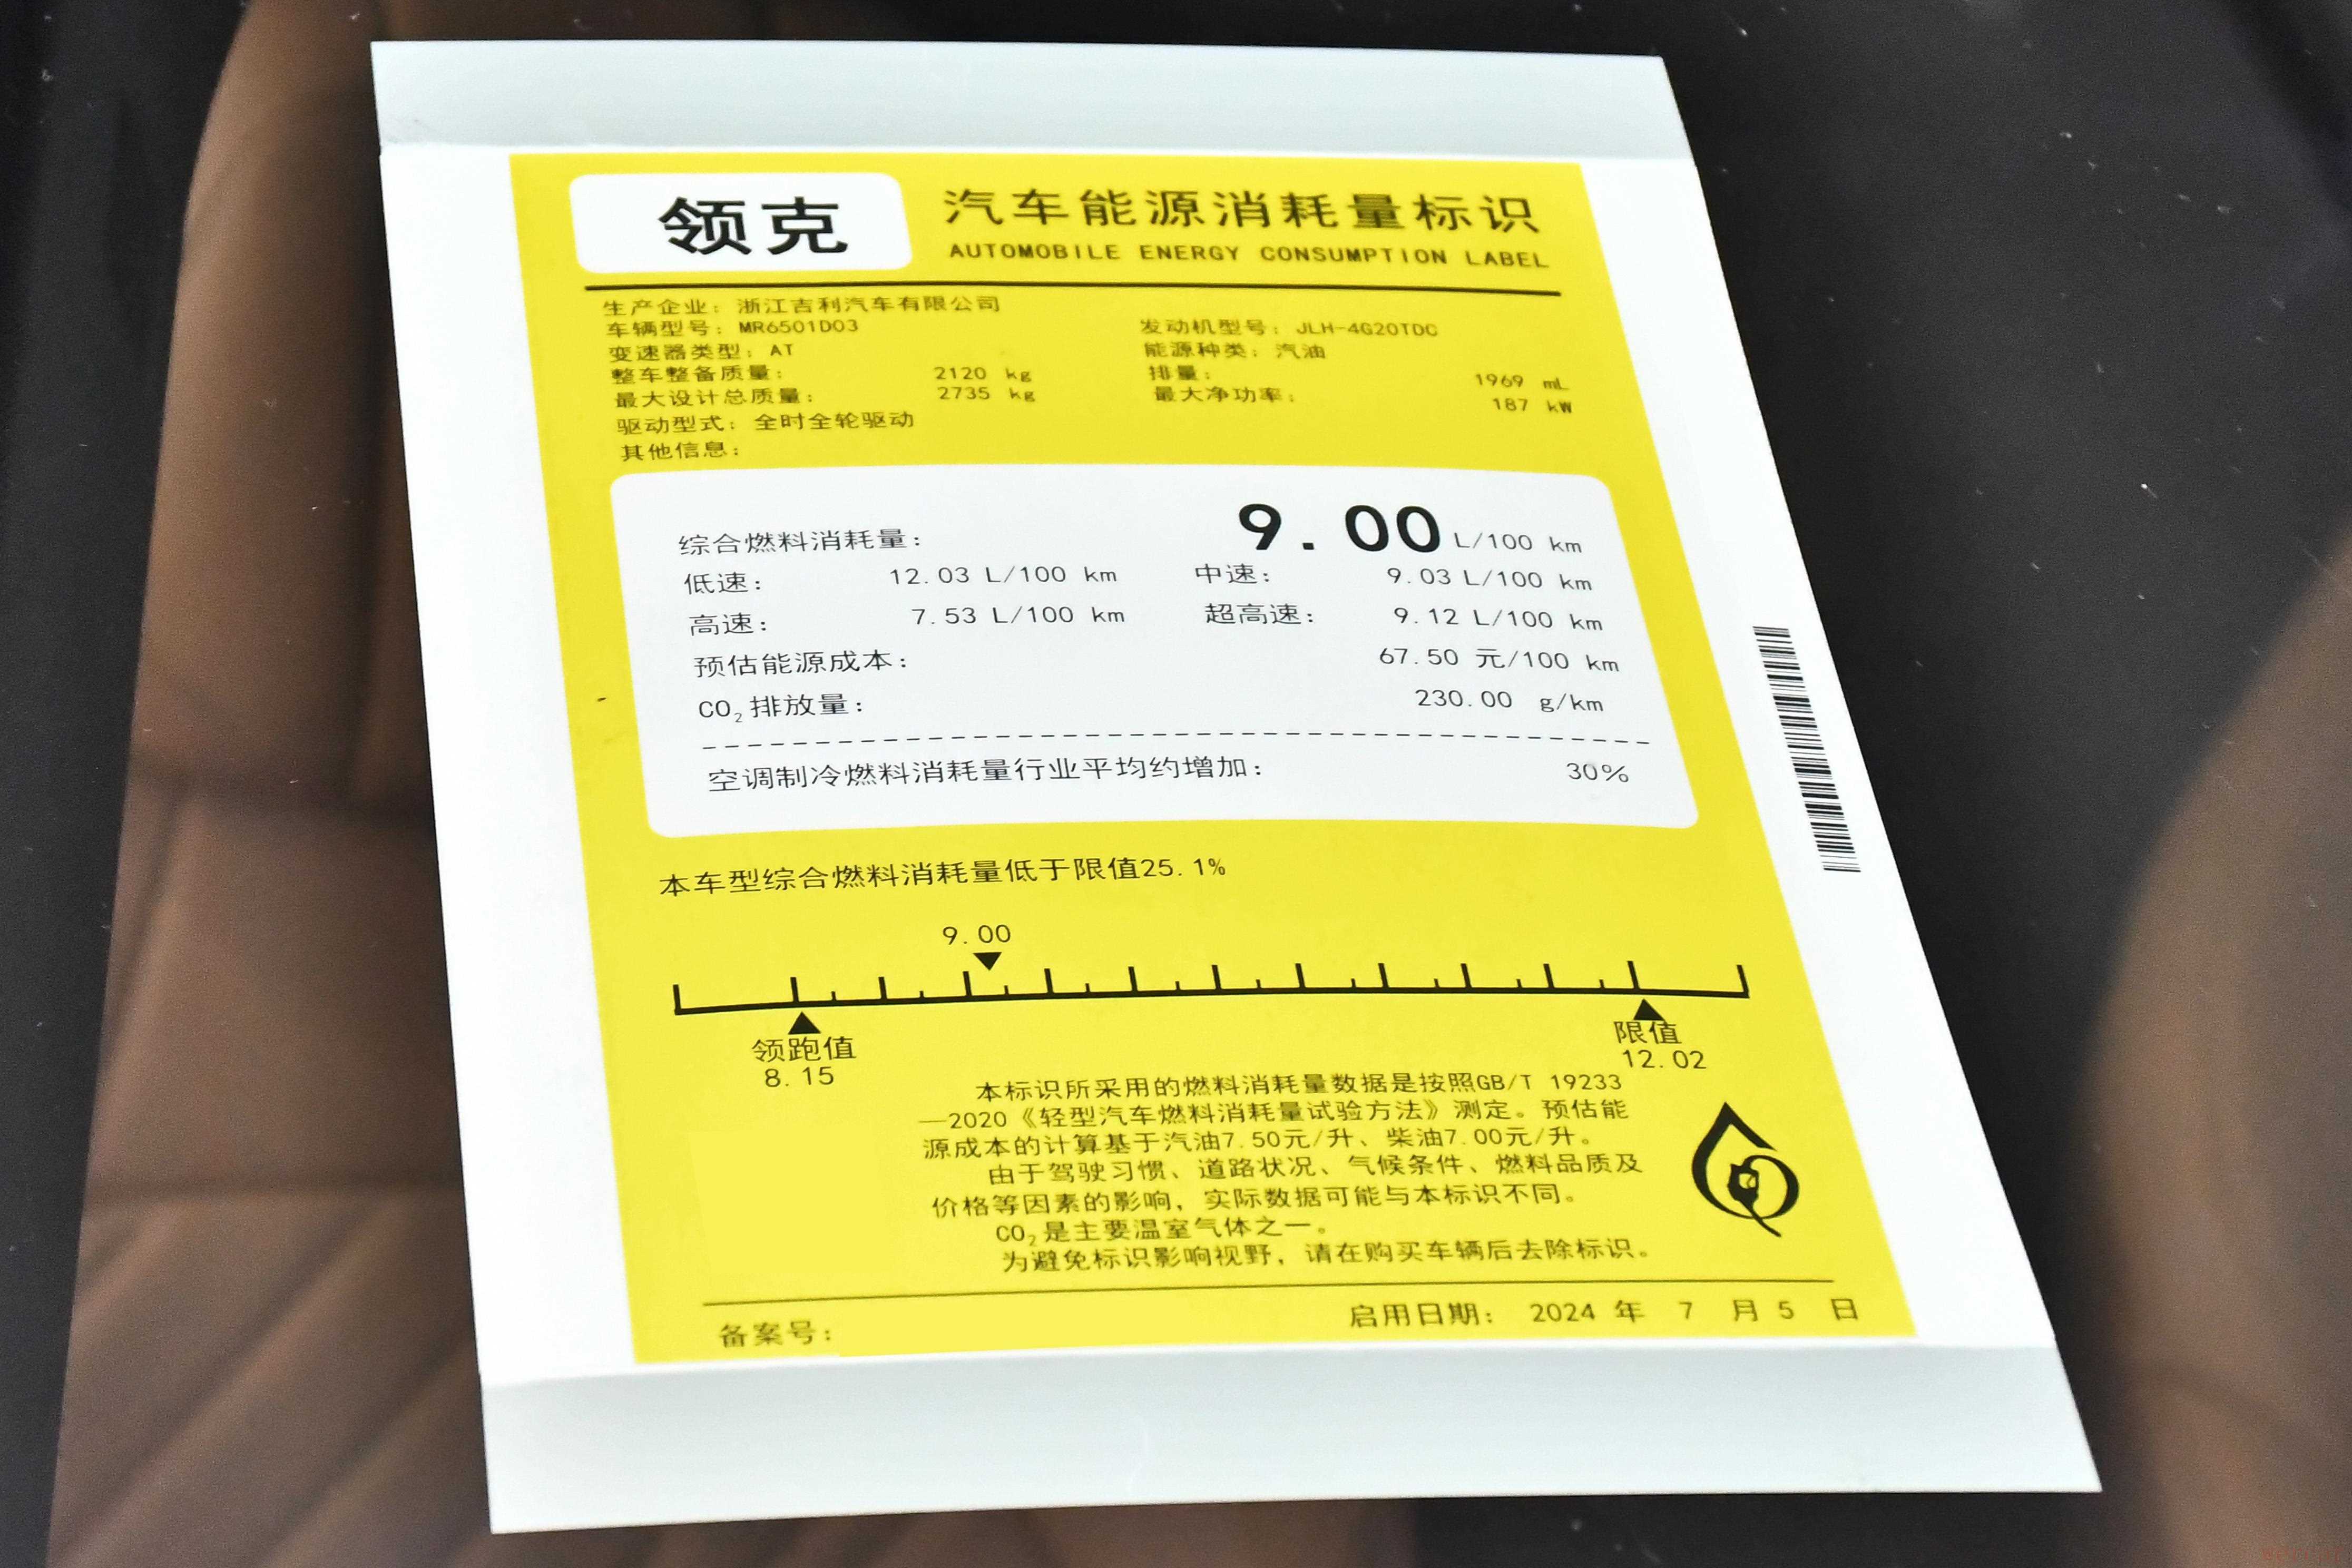 领克
汽车能源消耗量标识
AUTOMOBILE ENERGY CONSUMPTION LABEL
生产企业：浙江吉利汽车有限公司
车辆型号：MR6501D03 发动机型号：JLH-4G20TDC
变速器类型：AT 能源种类：汽油
整车整备质量：2120 kg 排量：1969 mL
最大设计总质量：2735 kg 最大净功率：187 kW
驱动型式：全时全轮驱动
其他信息：
综合燃料消耗量：9.00 L/100 km
低速：12.03 L/100 km 中速：9.03 L/100 km
高速：7.53 L/100 km 超高速：9.12 L/100 km
预估能源成本：67.50 元/100 km
CO₂排放量：230.00 g/km
空调制冷燃料消耗量行业平均约增加：30%
本车型综合燃料消耗量低于限值25.1%
9.00
领跑值 限值
8.15 12.02
本标识所采用的燃料消耗量数据是按照GB/T 19233
—2020《轻型汽车燃料消耗量试验方法》测定。预估能
源成本的计算基于汽油7.50元/升、柴油7.00元/升。
由于驾驶习惯、道路状况、气候条件、燃料品质及
价格等因素的影响，实际数据可能与本标识不同。
CO₂是主要温室气体之一。
为避免标识影响视野，请在购买车辆后去除标识。
备案号： 启用日期： 2024 年 7 月 5 日